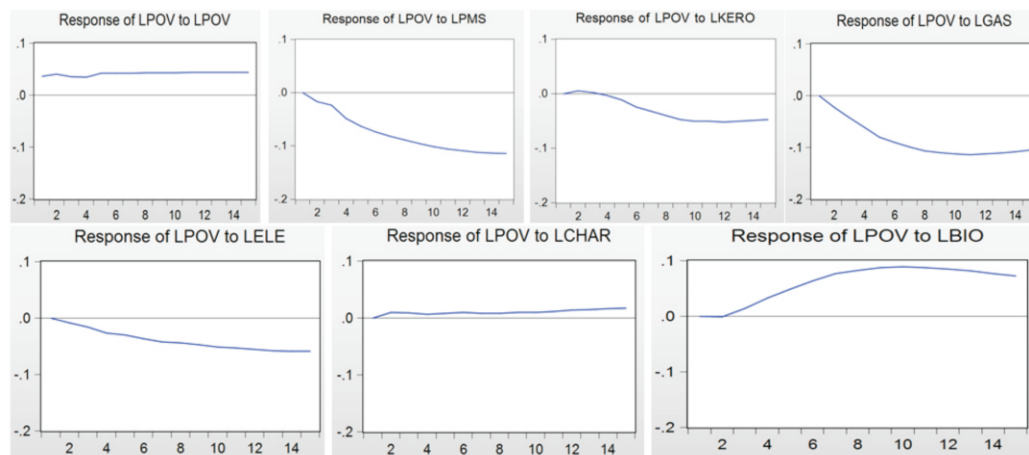 Response of LPOV to LPOV
.1
.0
-.1
-.2
2 4 6 8 10 12 14
Response of LPOV to LPMS
.1
.0
-.1
-.2
2 4 6 8 10 12 14
Response of LPOV to LKERO
.1
.0
-.1
-.2
2 4 6 8 10 12 14
Response of LPOV to LGAS
.1
.0
-.1
-.2
2 4 6 8 10 12 14
Response of LPOV to LELE
.1
.0
-.1
-.2
2 4 6 8 10 12 14
Response of LPOV to LCHAR
.1
.0
-.1
-.2
2 4 6 8 10 12 14
Response of LPOV to LBIO
.1
.0
-.1
-.2
2 4 6 8 10 12 14